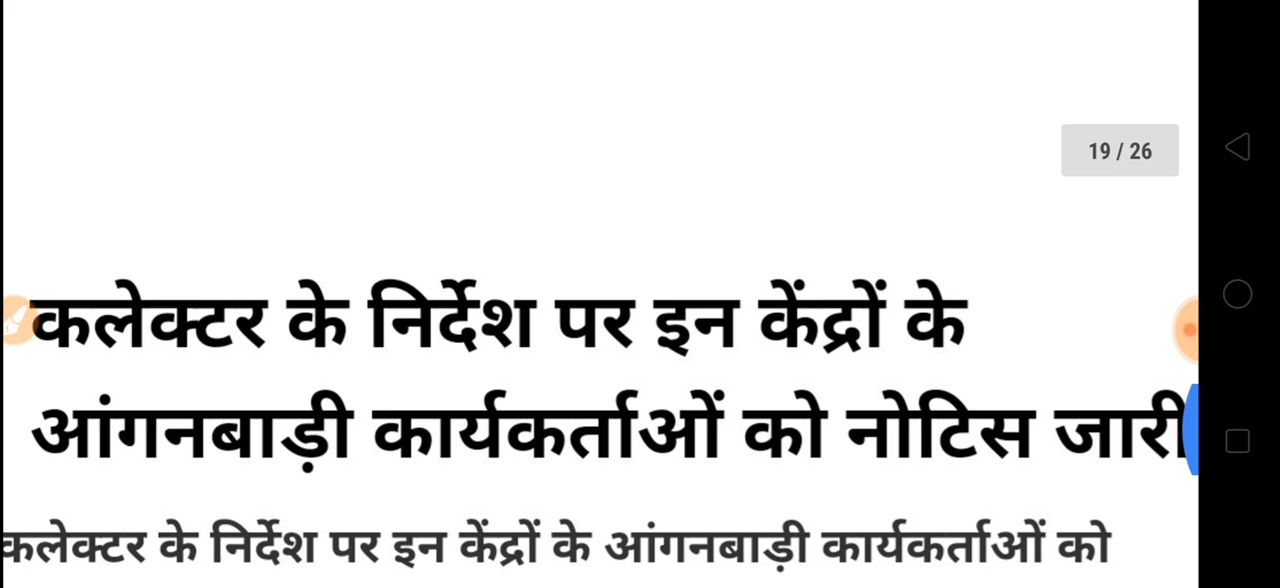 19 / 26
कलेक्टर के निर्देश पर इन केंद्रों के
आंगनबाड़ी कार्यकर्ताओं को नोटिस जारी
कलेक्टर के निर्देश पर इन केंद्रों के आंगनबाड़ी कार्यकर्ताओं को